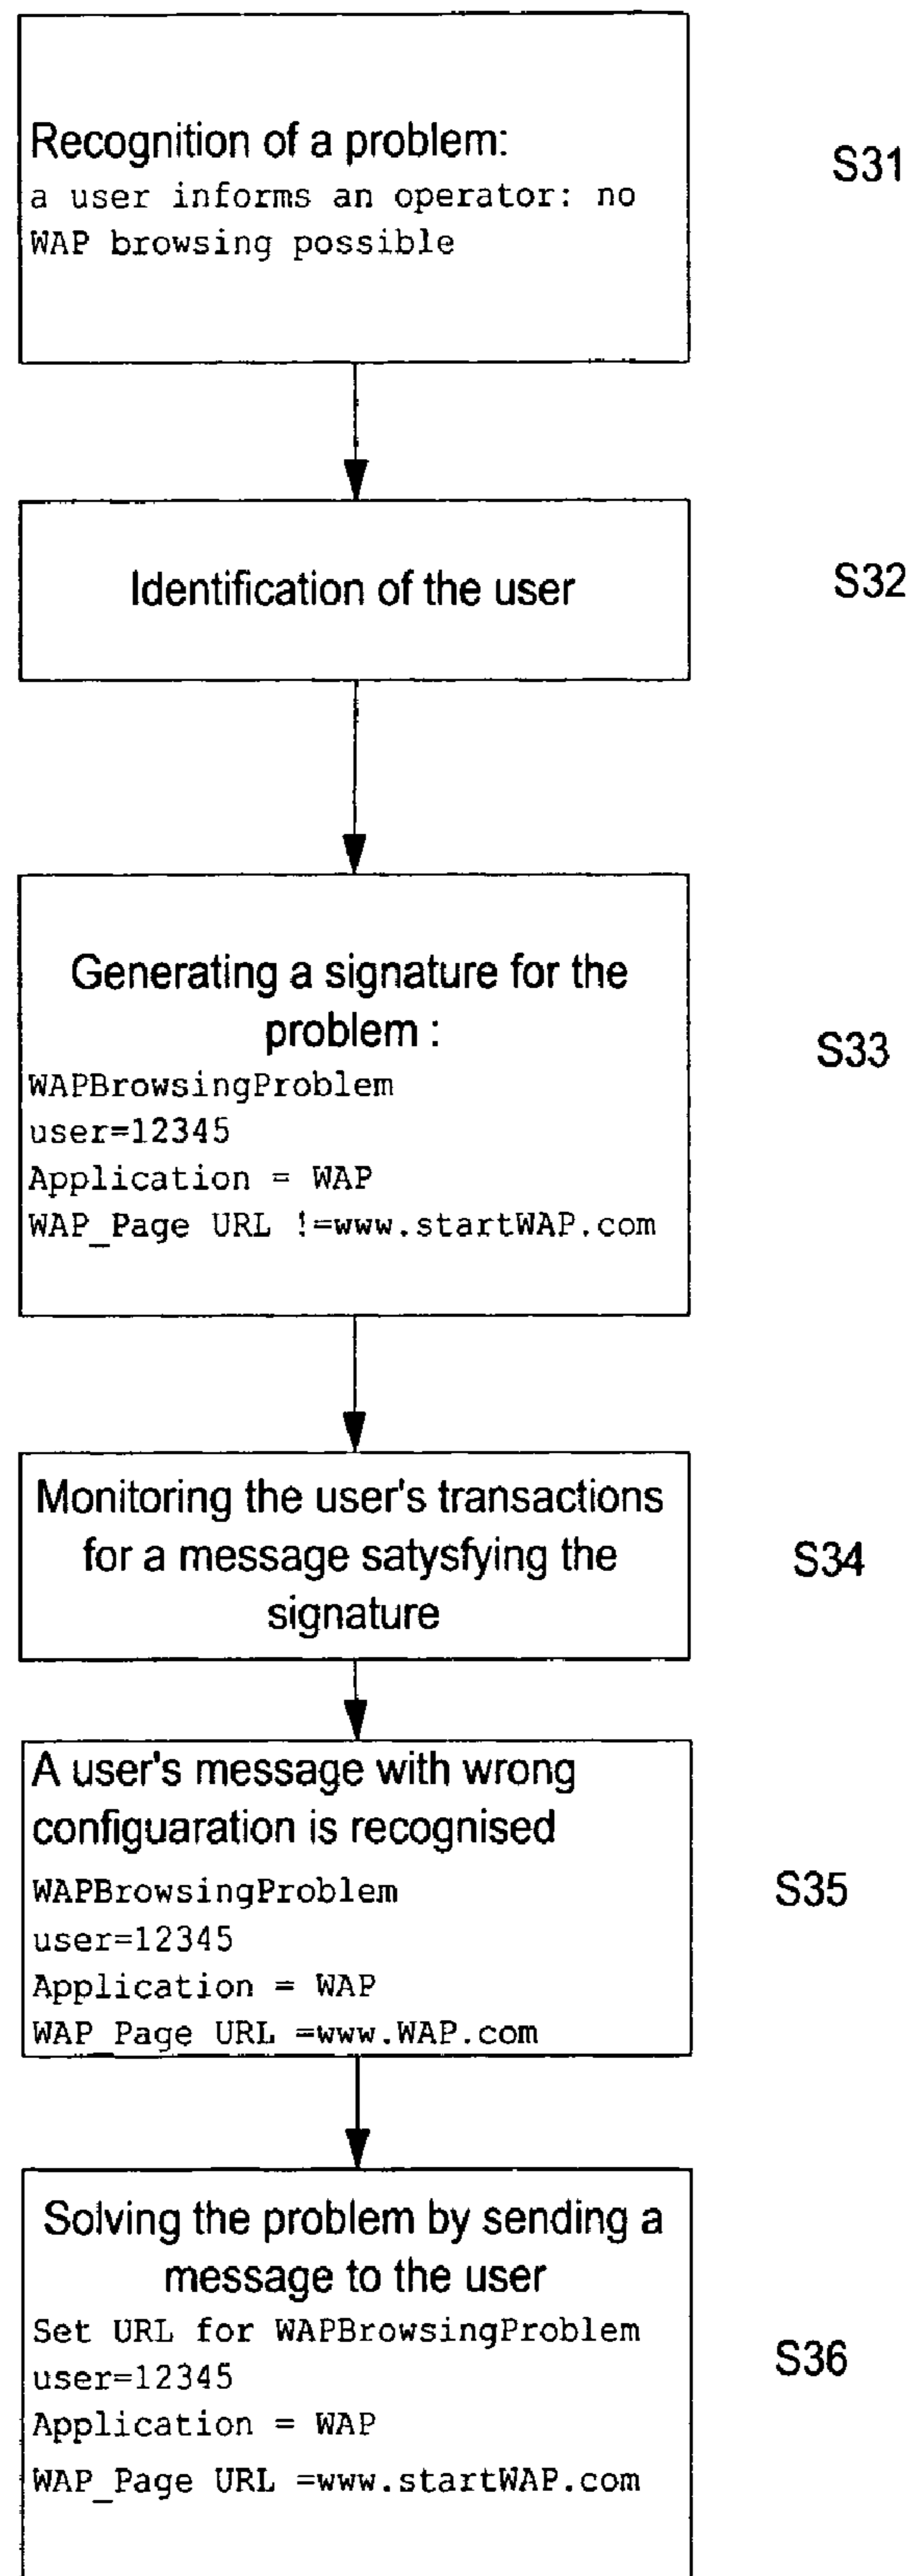 Recognition of a problem:
a user informs an operator: no
WAP browsing possible
S31
Identification of the user
S32
Generating a signature for the
problem :
WAPBrowsingProblem
user=12345
Application = WAP
WAP_Page URL !=www.startWAP.com
S33
Monitoring the user's transactions
for a message satysfying the
signature
S34
A user's message with wrong
configuaration is recognised
WAPBrowsingProblem
user=12345
Application = WAP
WAP_Page URL =www.WAP.com
S35
Solving the problem by sending a
message to the user
Set URL for WAPBrowsingProblem
user=12345
Application = WAP
WAP_Page URL =www.startWAP.com
S36